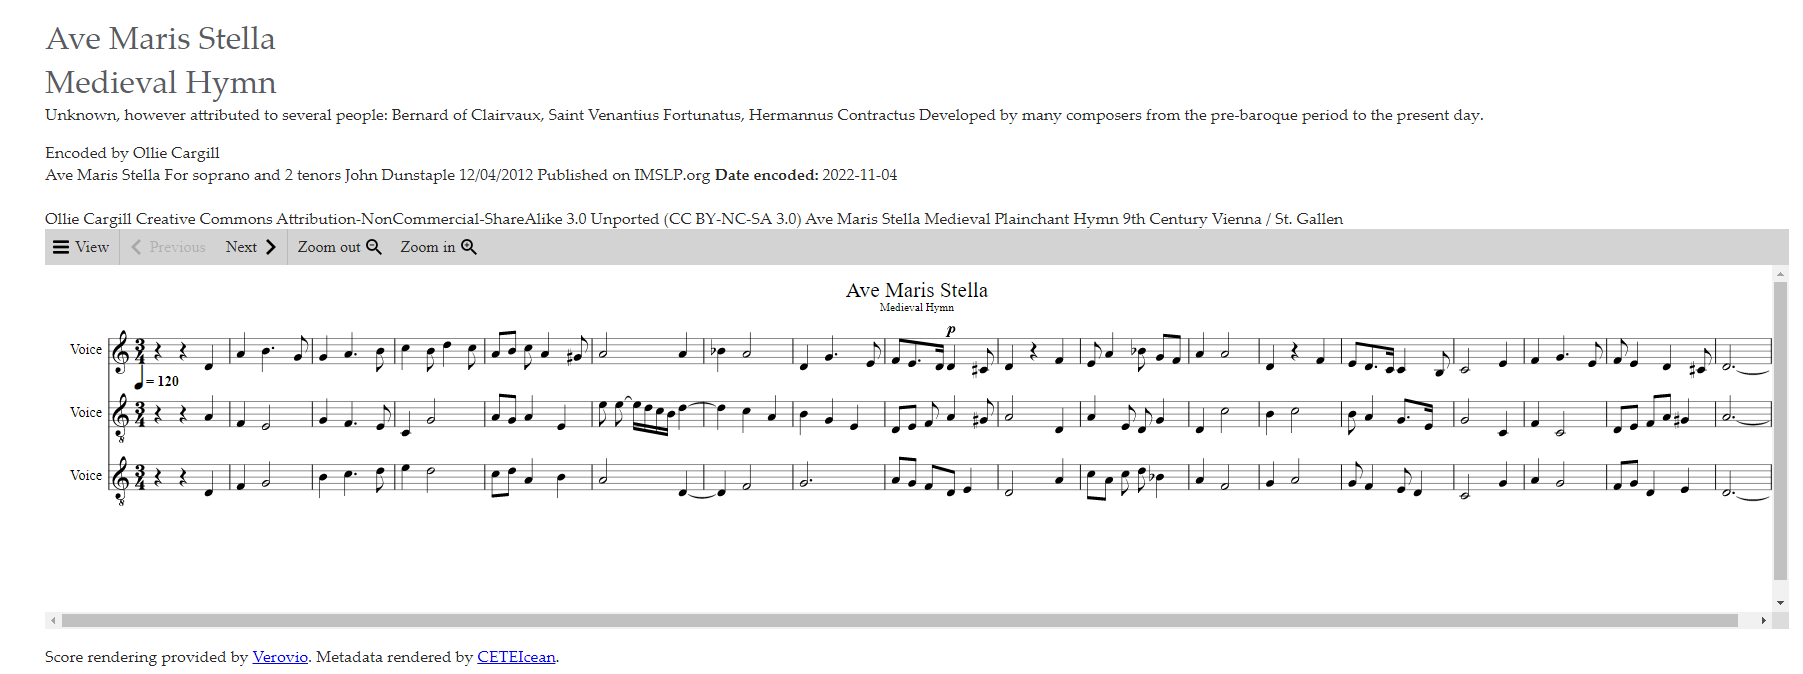 Ave Maris Stella
Medieval Hymn
Unknown, however attributed to several people: Bernard of Clairvaux, Saint Venantius Fortunatus, Hermannus Contractus Developed by many composers from the pre-baroque period to the present day.
Encoded by Ollie Cargill
Ave Maris Stella For soprano and 2 tenors John Dunstaple 12/04/2012 Published on IMSLP.org Date encoded: 2022-11-04
Ollie Cargill Creative Commons Attribution-NonCommercial-ShareAlike 3.0 Unported (CC BY-NC-SA 3.0) Ave Maris Stella Medieval Plainchant Hymn 9th Century Vienna / St. Gallen
View Previous Next Zoom out Zoom in
Ave Maris Stella
Medieval Hymn
p
Voice 3 4
= 120
Voice 3 4
8
Voice 3 4
8
Score rendering provided by Verovio. Metadata rendered by CETEIcean.